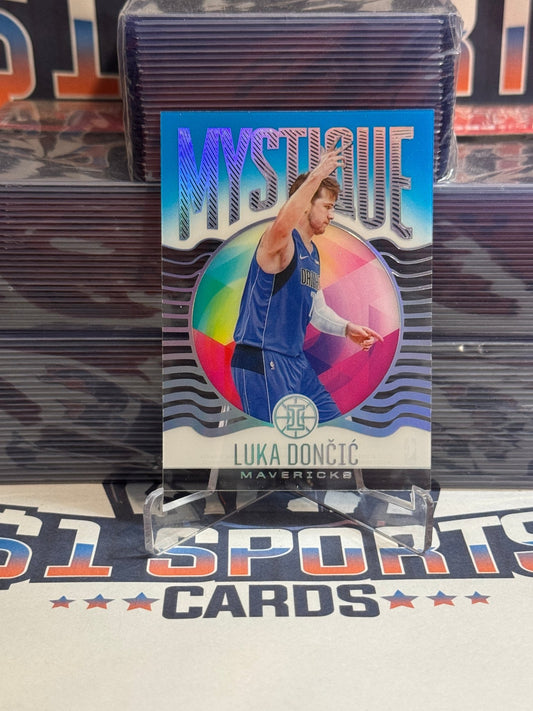 MYSTIQUE
LUKA DONČIĆ
MAVERICKS
$1 SPORTS
CARDS